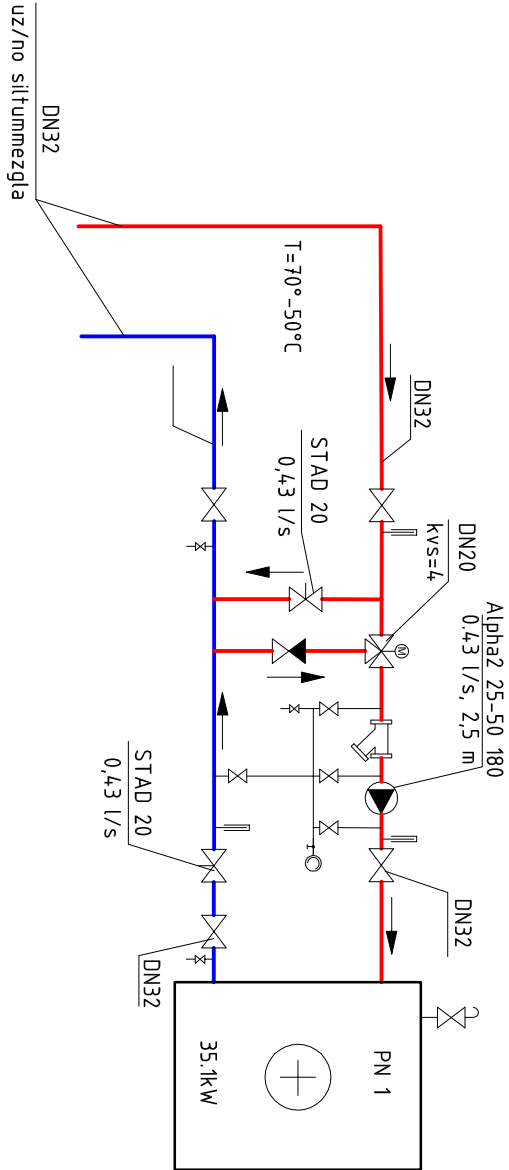 DN32
uz/no siltummezgla
T=70°-50°C
DN32
STAD 20
0,43 l/s
DN20
kvs=4
M
Alpha2 25-50 180
0.43 l/s, 2,5 m
STAD 20
0,43 l/s
DN32
DN32
PN 1
35.1kW